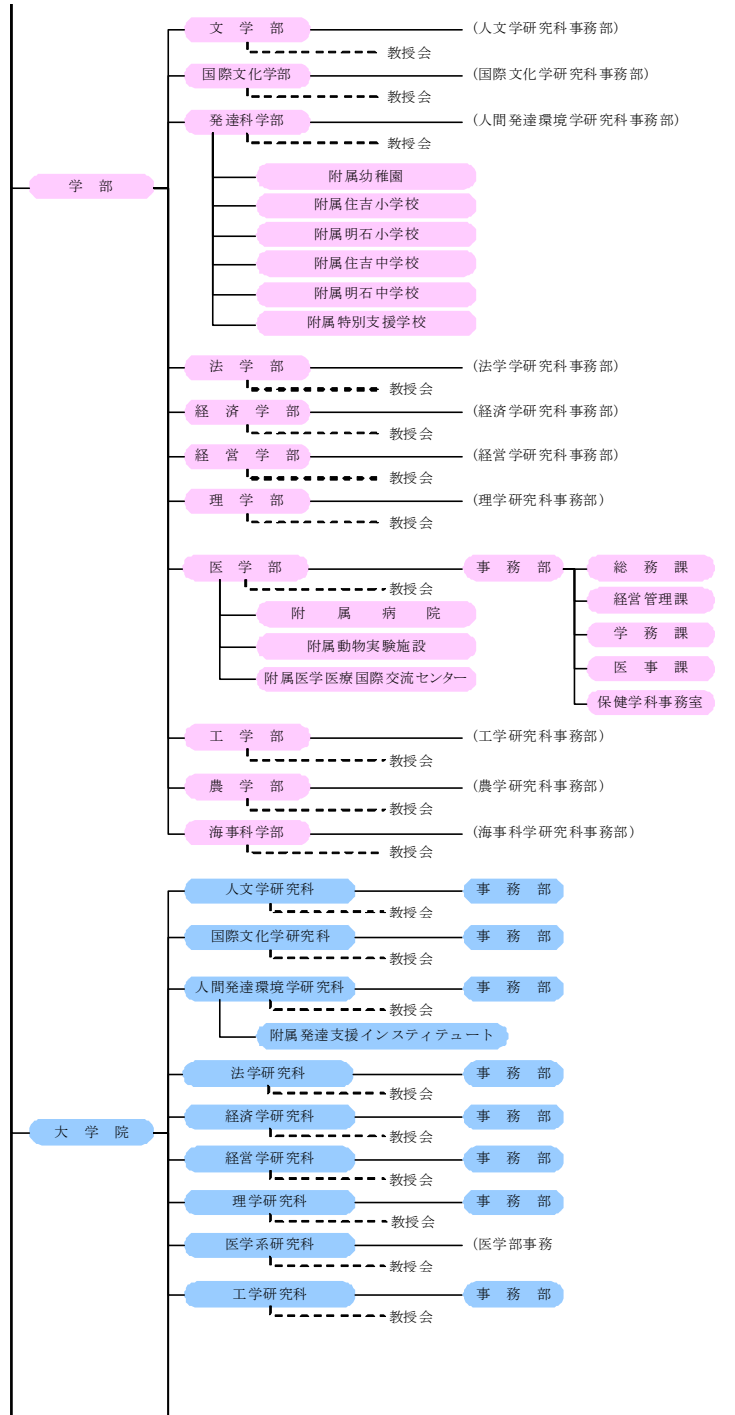 文学部 (人文学研究科事務部)
教授会
国際文化学部 (国際文化学研究科事務部)
教授会
発達科学部 (人間発達環境学研究科事務部)
教授会
附属幼稚園
学部
附属住吉小学校
附属明石小学校
附属住吉中学校
附属明石中学校
附属特別支援学校
法学部 (法学学研究科事務部)
教授会
経済学部 (経済学研究科事務部)
教授会
経営学部 (経営学研究科事務部)
教授会
理学部 (理学研究科事務部)
教授会
医学部 事務部 総務課
教授会
経営管理課
附属病院
学務課
附属動物実験施設
医事課
附属医学医療国際交流センター
保健学科事務室
工学部 (工学研究科事務部)
教授会
農学部 (農学研究科事務部)
教授会
海事科学部 (海事科学研究科事務部)
教授会
人文学研究科 事務部
教授会
国際文化学研究科 事務部
教授会
人間発達環境学研究科 事務部
教授会
附属発達支援インスティテュート
法学研究科 事務部
教授会
経済学研究科 事務部
大学院
教授会
経営学研究科 事務部
教授会
理学研究科 事務部
教授会
医学系研究科 (医学部事務
教授会
工学研究科 事務部
教授会